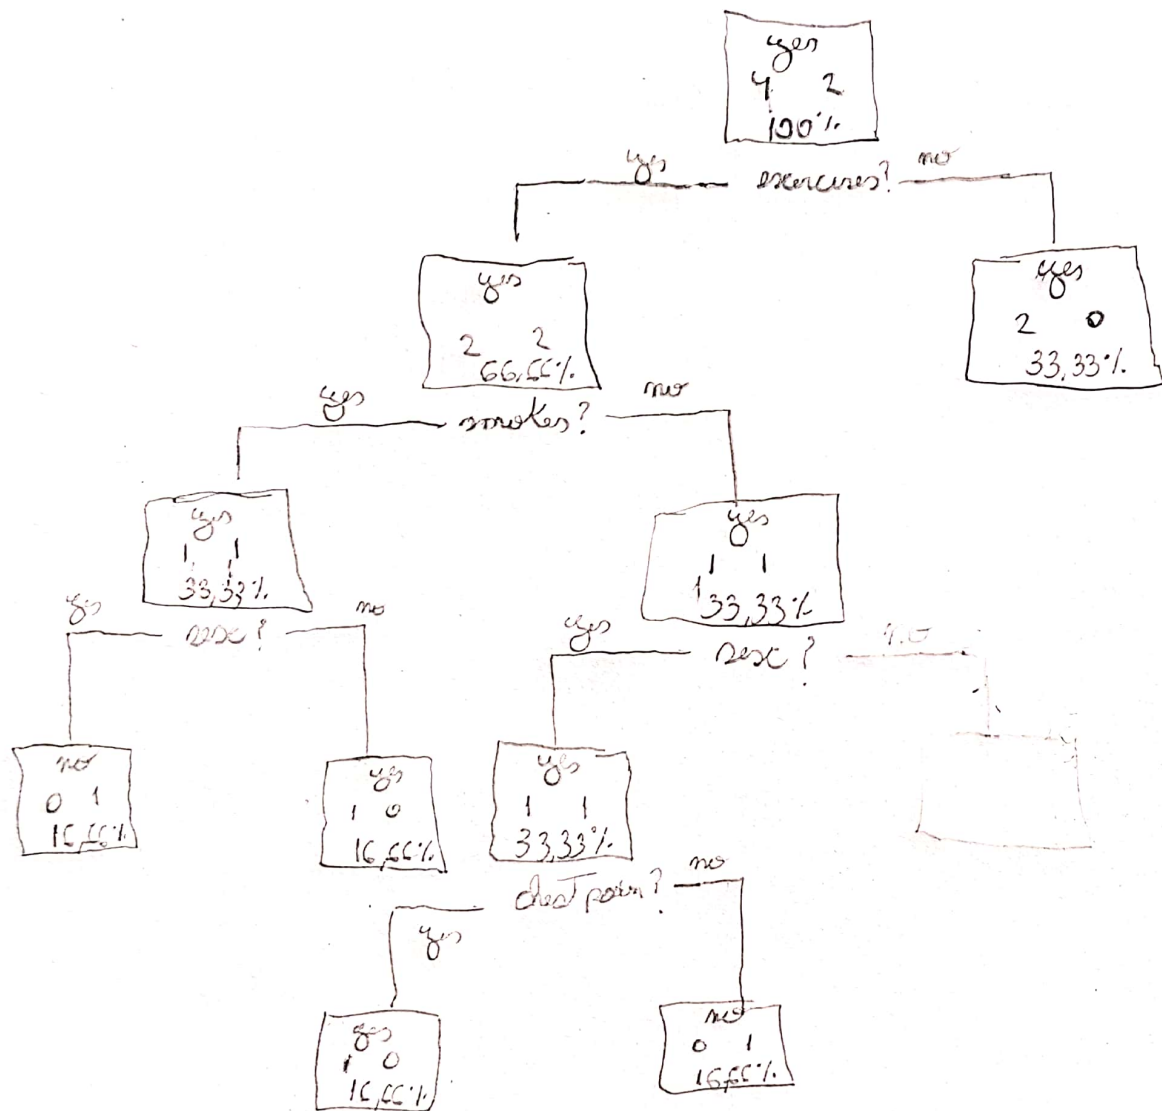 yes
4 2
100%
yes exercises? no
yes
2 2
66,66%
yes
2 0
33,33%
yes smokes? no
yes
1 1
33,33%
yes
1 1
33,33%
yes sex? no
yes sex? no
no
0 1
16,66%
yes
1 0
16,66%
yes
1 1
33,33%
chest pain? no
yes
yes
1 0
16,66%
no
0 1
16,66%